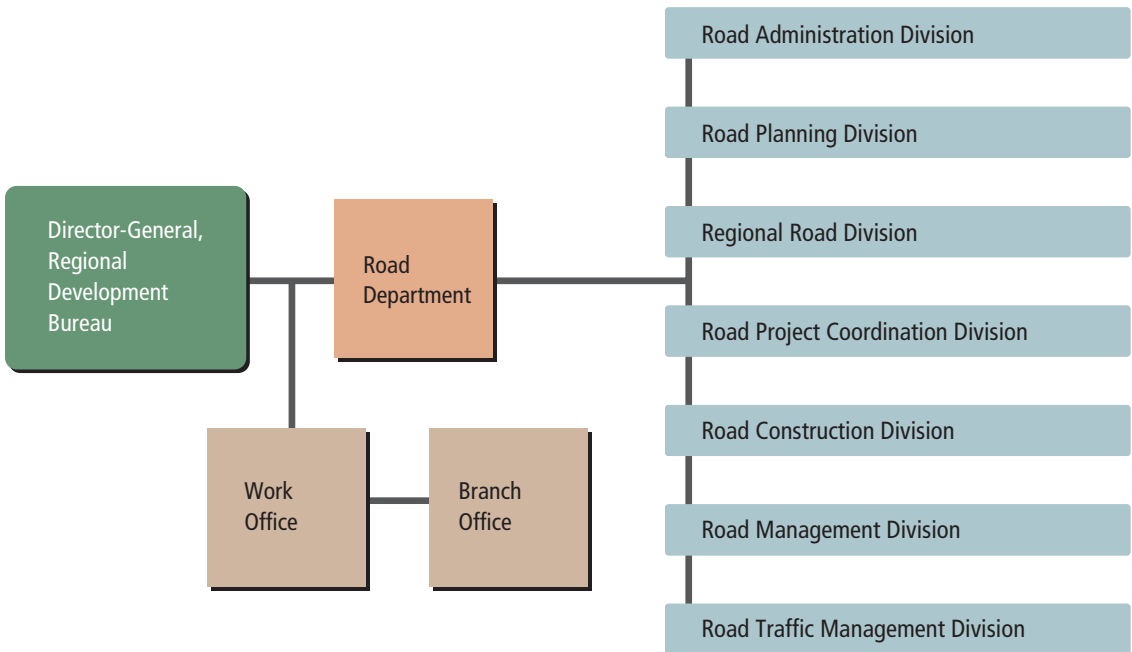 Director-General,
Regional
Development
Bureau
Road
Department
Work
Office
Branch
Office
Road Administration Division
Road Planning Division
Regional Road Division
Road Project Coordination Division
Road Construction Division
Road Management Division
Road Traffic Management Division